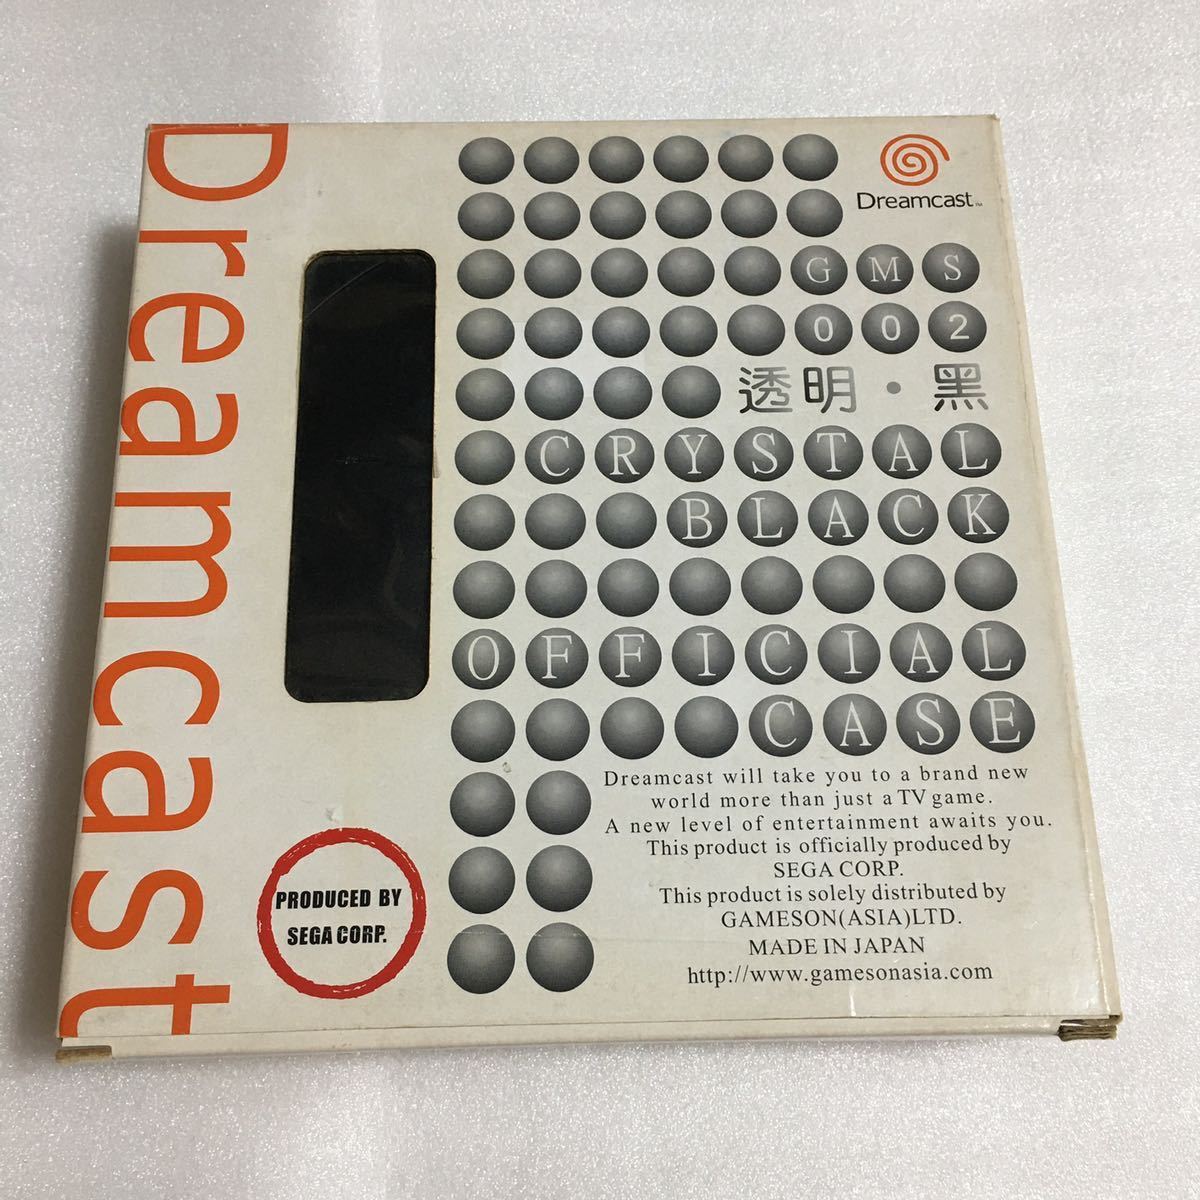 Dreamcast
Dreamcast™
GMS
002
透明・黑
CRYSTAL
BLACK
OFFICIAL
CASE
Dreamcast will take you to a brand new
world more than just a TV game.
A new level of entertainment awaits you.
This product is officially produced by
SEGA CORP.
This product is solely distributed by
GAMESON(ASIA)LTD.
MADE IN JAPAN
http://www.gamesonasia.com
PRODUCED BY
SEGA CORP.